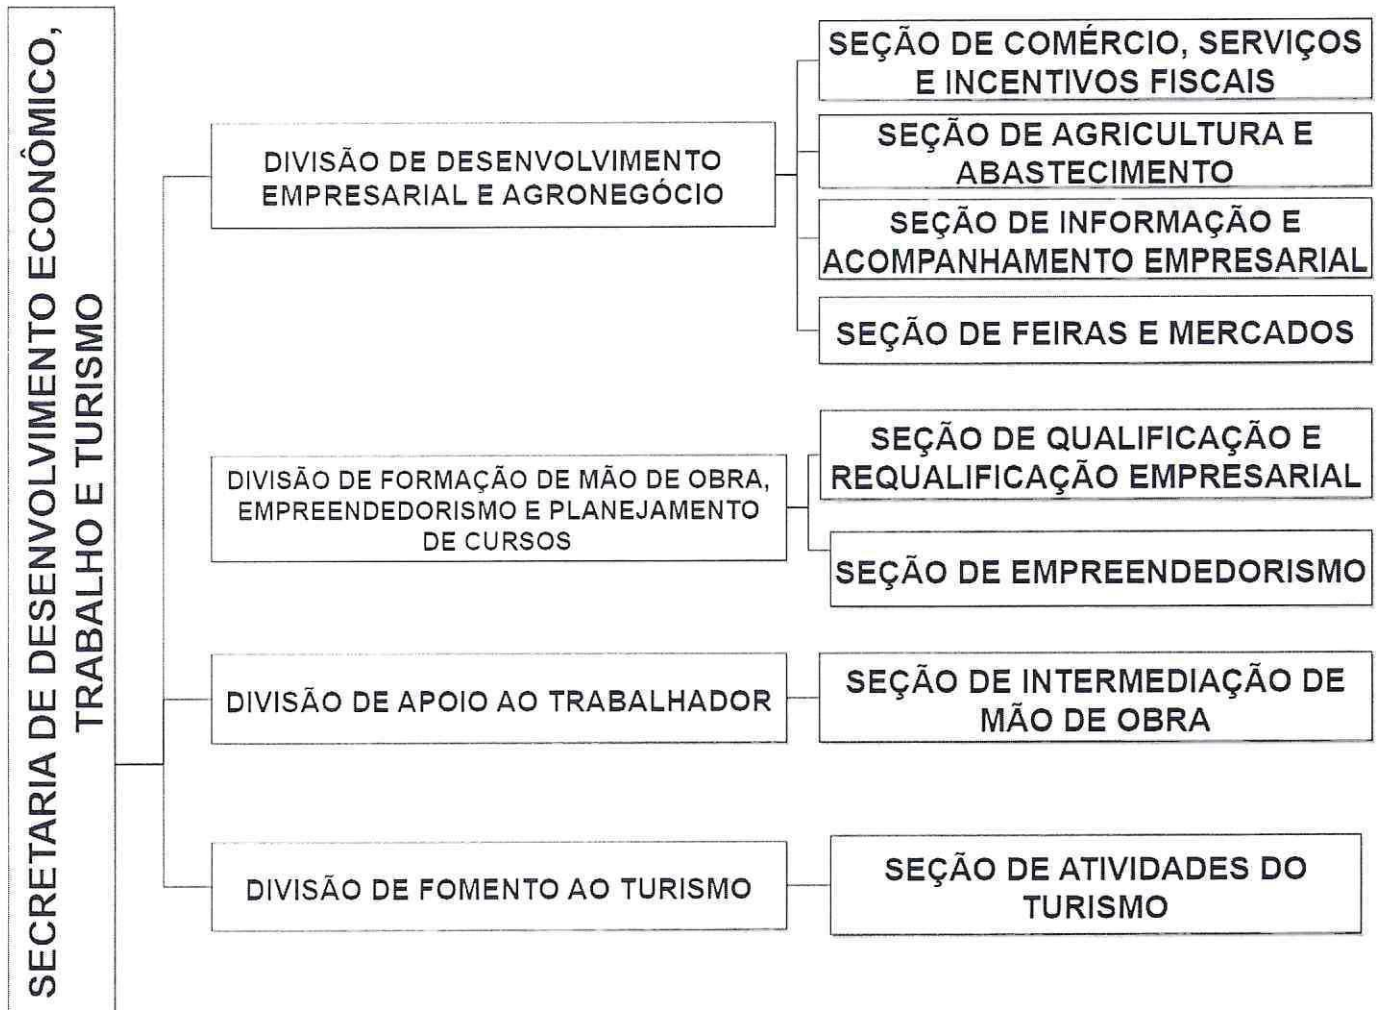 SECRETARIA DE DESENVOLVIMENTO ECONÔMICO,
TRABALHO E TURISMO
DIVISÃO DE DESENVOLVIMENTO
EMPRESARIAL E AGRONEGÓCIO
SEÇÃO DE COMÉRCIO, SERVIÇOS
E INCENTIVOS FISCAIS
SEÇÃO DE AGRICULTURA E
ABASTECIMENTO
SEÇÃO DE INFORMAÇÃO E
ACOMPANHAMENTO EMPRESARIAL
SEÇÃO DE FEIRAS E MERCADOS
DIVISÃO DE FORMAÇÃO DE MÃO DE OBRA,
EMPREENDEDORISMO E PLANEJAMENTO
DE CURSOS
SEÇÃO DE QUALIFICAÇÃO E
REQUALIFICAÇÃO EMPRESARIAL
SEÇÃO DE EMPREENDEDORISMO
DIVISÃO DE APOIO AO TRABALHADOR
SEÇÃO DE INTERMEDIAÇÃO DE
MÃO DE OBRA
DIVISÃO DE FOMENTO AO TURISMO
SEÇÃO DE ATIVIDADES DO
TURISMO